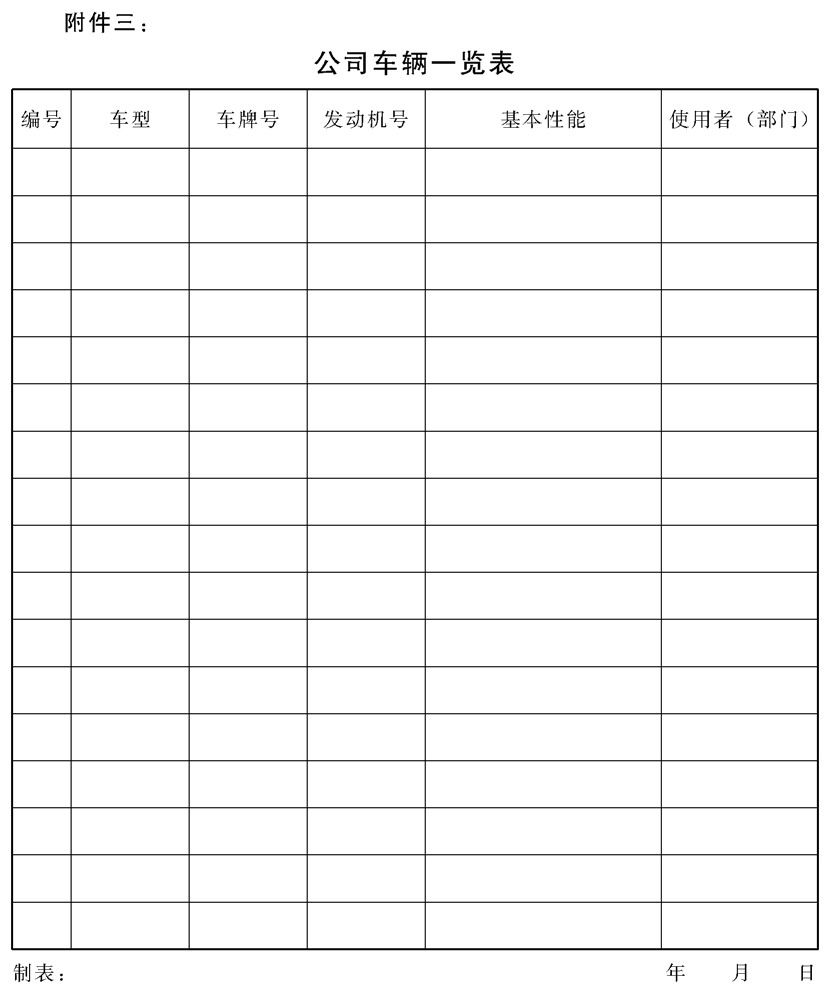 附件三：
公司车辆一览表
编号 车型 车牌号 发动机号 基本性能 使用者（部门）
制表： 年 月 日